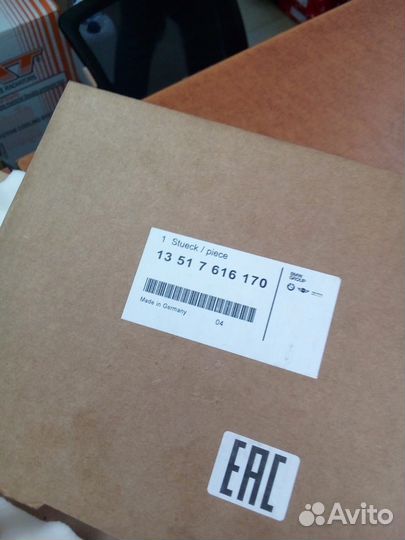 1 Stueck / piece
13 51 7 616 170
Made in Germany
04
BMW
GROUP
EAC
Avito